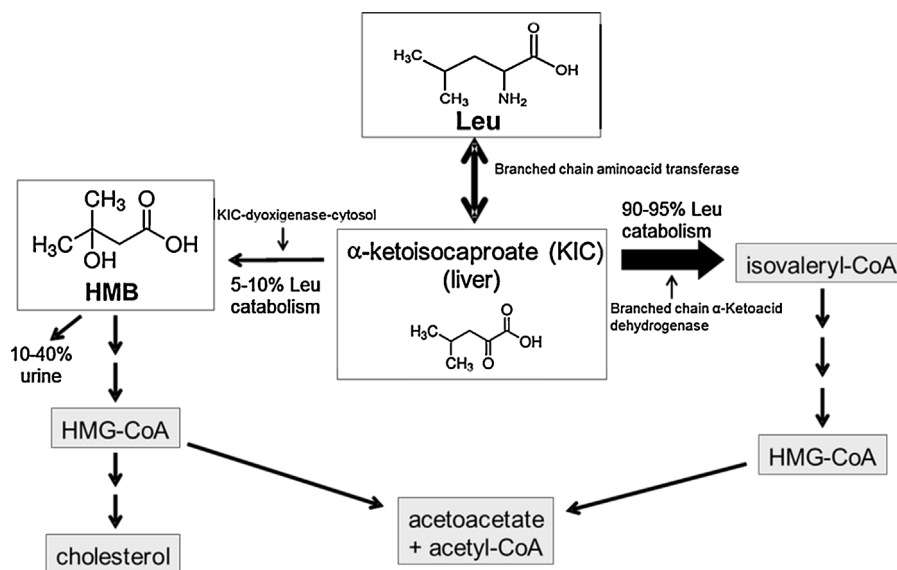 H₃C
CH₃
NH₂
O
OH
Leu
Branched chain aminoacid transferase
CH₃
O
H₃C
OH
OH
HMB
KIC-dyoxigenase-cytosol
5-10% Leu
catabolism
α-ketoisocaproate (KIC)
(liver)
H₃C
CH₃
O
O
OH
90-95% Leu
catabolism
Branched chain α-Ketoacid
dehydrogenase
isovaleryl-CoA
10-40%
urine
HMG-CoA
HMG-CoA
cholesterol
acetoacetate
+ acetyl-CoA